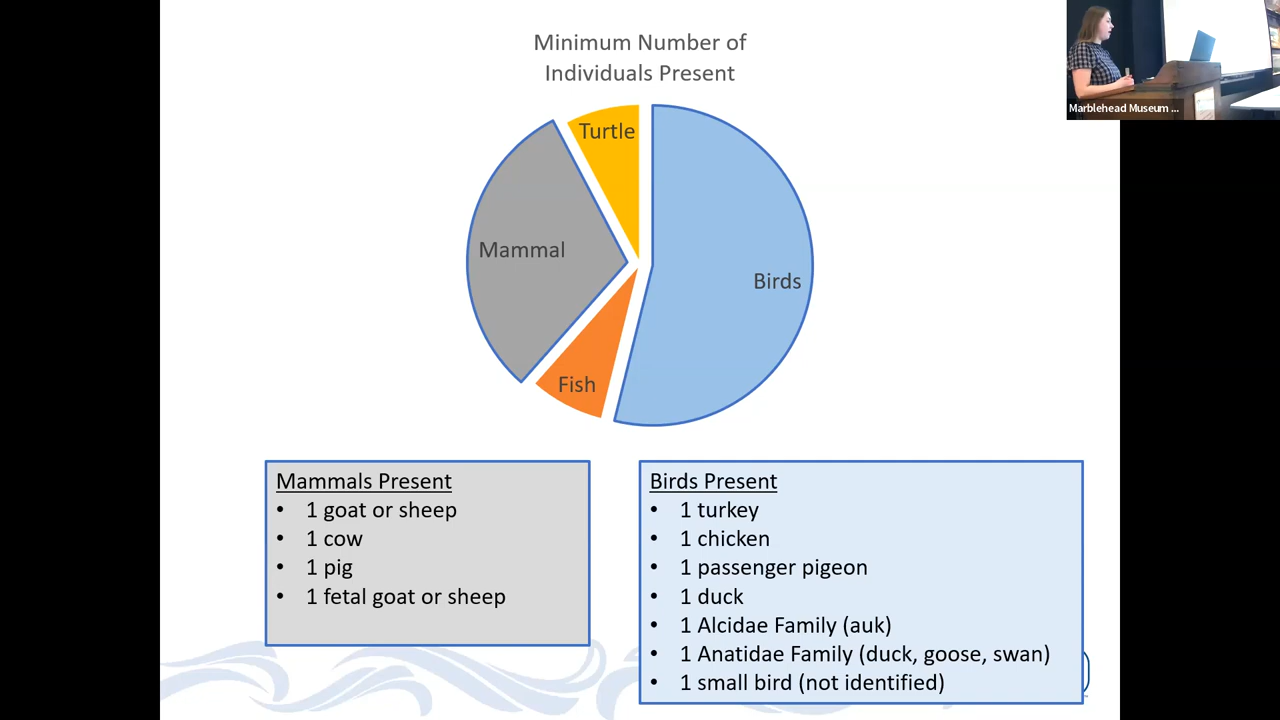 Minimum Number of
Individuals Present
Turtle
Mammal
Birds
Fish
Mammals Present
• 1 goat or sheep
• 1 cow
• 1 pig
• 1 fetal goat or sheep
Birds Present
• 1 turkey
• 1 chicken
• 1 passenger pigeon
• 1 duck
• 1 Alcidae Family (auk)
• 1 Anatidae Family (duck, goose, swan)
• 1 small bird (not identified)
Marblehead Museum ...